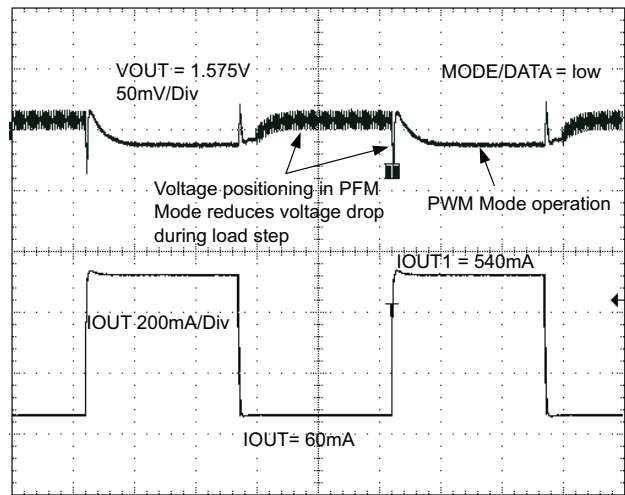 VOUT = 1.575V
50mV/Div
MODE/DATA = low
Voltage positioning in PFM
Mode reduces voltage drop
during load step
PWM Mode operation
IOUT1 = 540mA
IOUT 200mA/Div
IOUT= 60mA